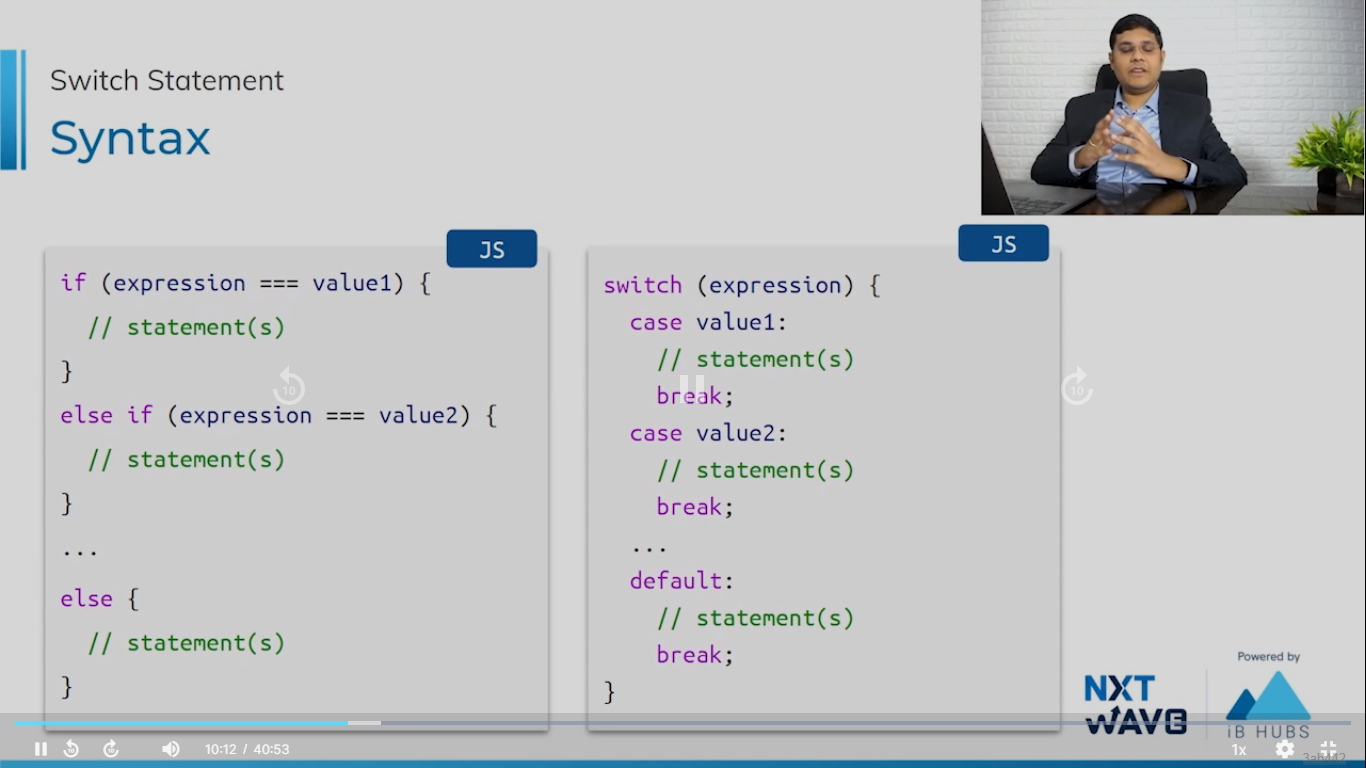 Switch Statement
Syntax
JS
if (expression === value1) {
// statement(s)
}
else if (expression === value2) {
// statement(s)
}
...
else {
// statement(s)
}
JS
switch (expression) {
case value1:
// statement(s)
break;
case value2:
// statement(s)
break;
...
default:
// statement(s)
break;
}
10
10
Powered by
NXT
WAVE
iB HUBS
10:12 / 40:53
1x